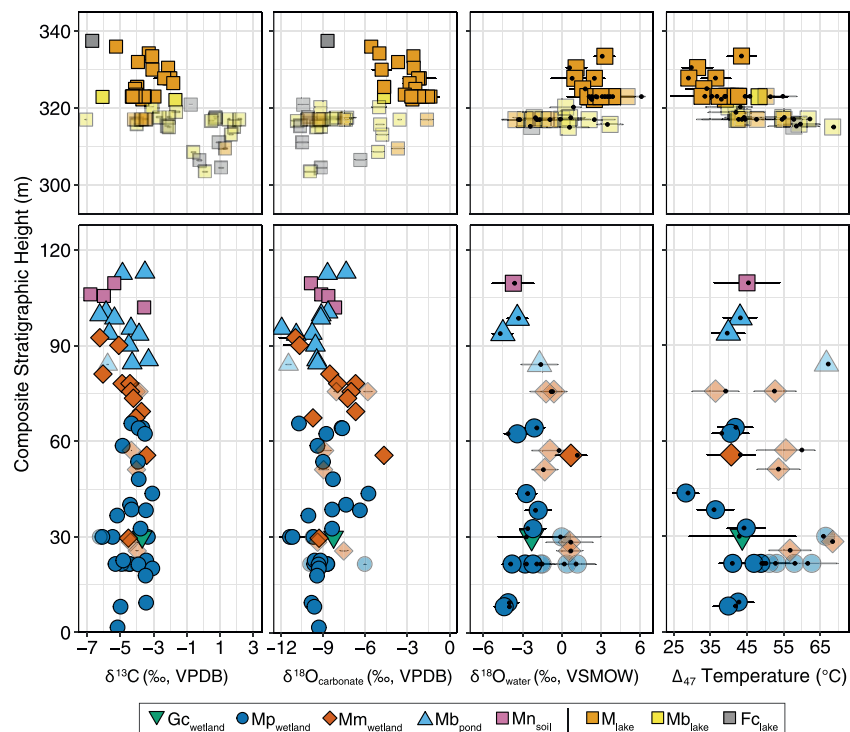 340
320
300
120
90
60
30
0
Composite Stratigraphic Height (m)
−7 −5 −3 −1 1 3
−12 −9 −6 −3 0
−6 −3 0 3 6
25 35 45 55 65
δ¹³C (‰, VPDB)
δ¹⁸Ocarbonate (‰, VPDB)
δ¹⁸Owater (‰, VSMOW)
Δ₄₇ Temperature (°C)
Gcwetland Mpwetland Mmwetland Mbpond Mnsoil Mlake Mblake Fclake